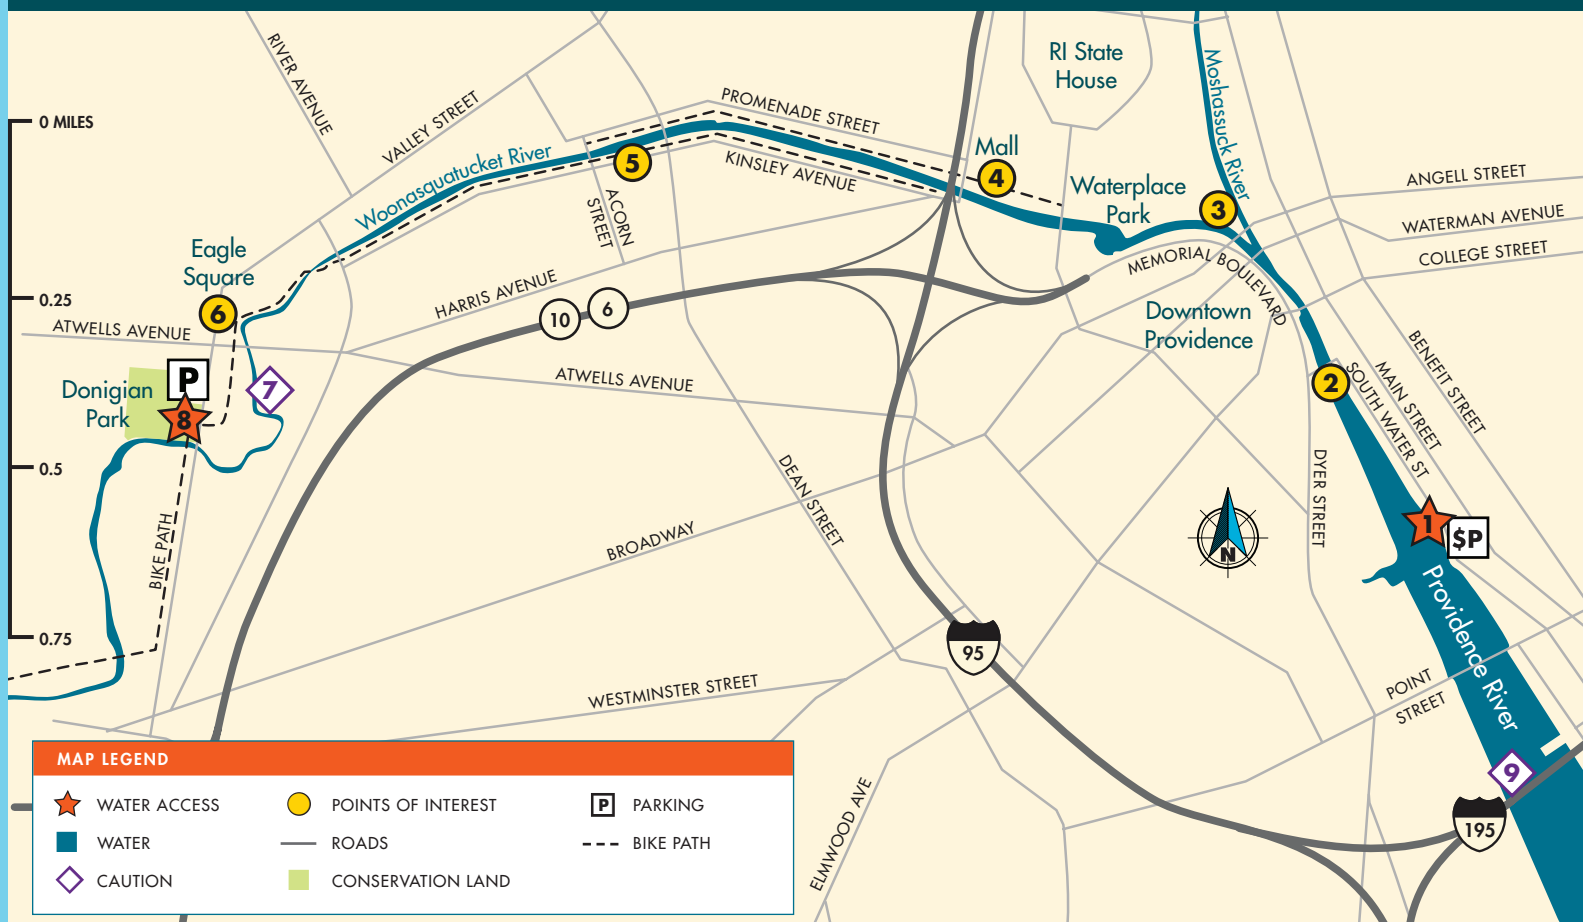 RI State
House
Moshassuck River
RIVER AVENUE
VALLEY STREET
PROMENADE STREET
0 MILES
KINSLEY AVENUE
Mall
4
5
Woonasquatucket River
ACORN
STREET
Waterplace
Park
3
ANGELL STREET
WATERMAN AVENUE
COLLEGE STREET
Eagle
Square
6
HARRIS AVENUE
10
6
MEMORIAL BOULEVARD
Downtown
Providence
0.25
ATWELLS AVENUE
P
Donigian
Park
8
7
ATWELLS AVENUE
2
SOUTH WATER ST
MAIN STREET
BENEFIT STREET
0.5
DEAN STREET
DYER STREET
N
1
$P
BIKE PATH
BROADWAY
Providence River
0.75
95
WESTMINSTER STREET
POINT
STREET
ELMWOOD AVE
9
195
MAP LEGEND
WATER ACCESS
POINTS OF INTEREST
P PARKING
WATER
ROADS
BIKE PATH
CAUTION
CONSERVATION LAND